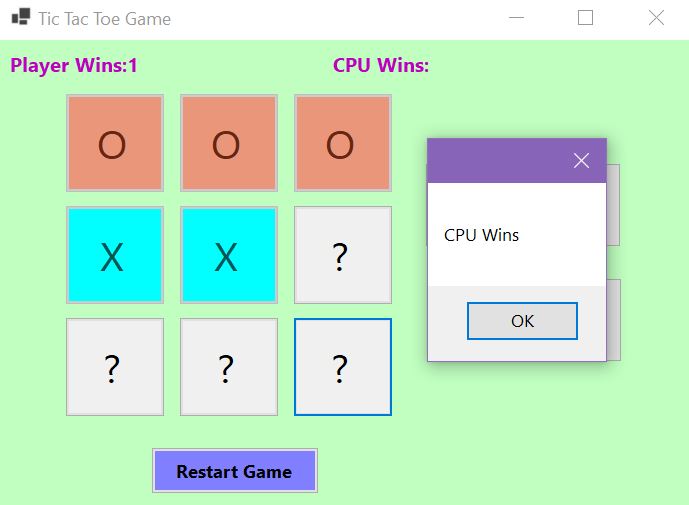 Tic Tac Toe Game
Player Wins:1 CPU Wins:
O O O
X X ?
? ? ?
CPU Wins
OK
Restart Game